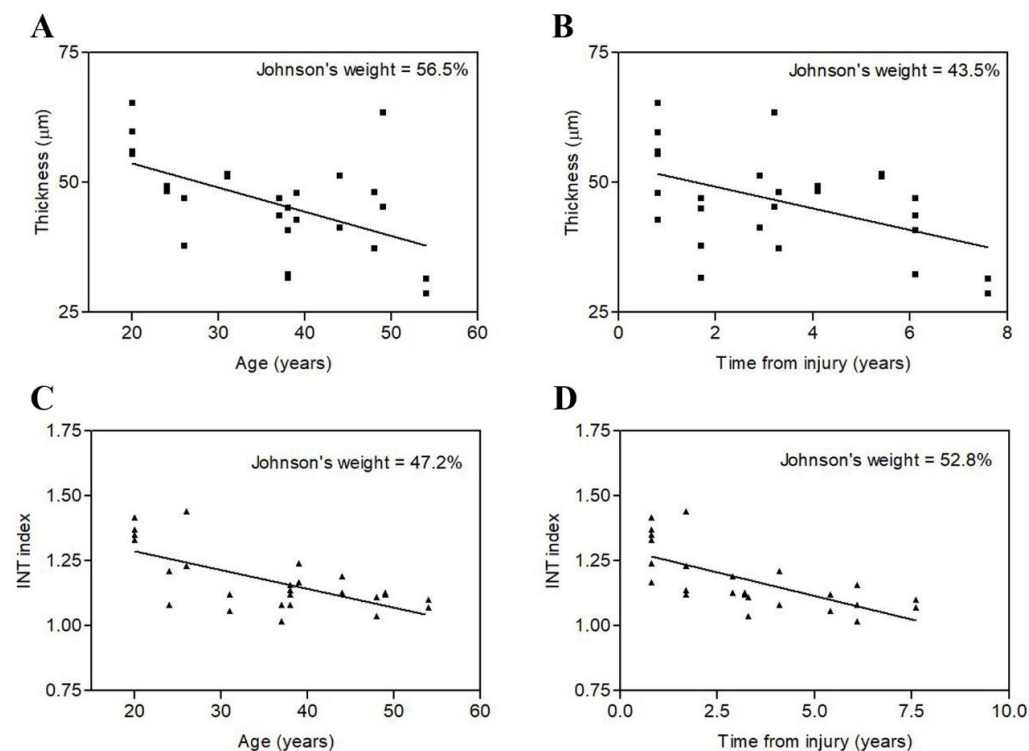 A
75
50
25
Thickness (µm)
Johnson's weight = 56.5%
20 30 40 50 60
Age (years)
B
75
50
25
Thickness (µm)
Johnson's weight = 43.5%
0 2 4 6 8
Time from injury (years)
C
1.75
1.50
1.25
1.00
0.75
INT index
Johnson's weight = 47.2%
20 30 40 50 60
Age (years)
D
1.75
1.50
1.25
1.00
0.75
INT index
Johnson's weight = 52.8%
0.0 2.5 5.0 7.5 10.0
Time from injury (years)